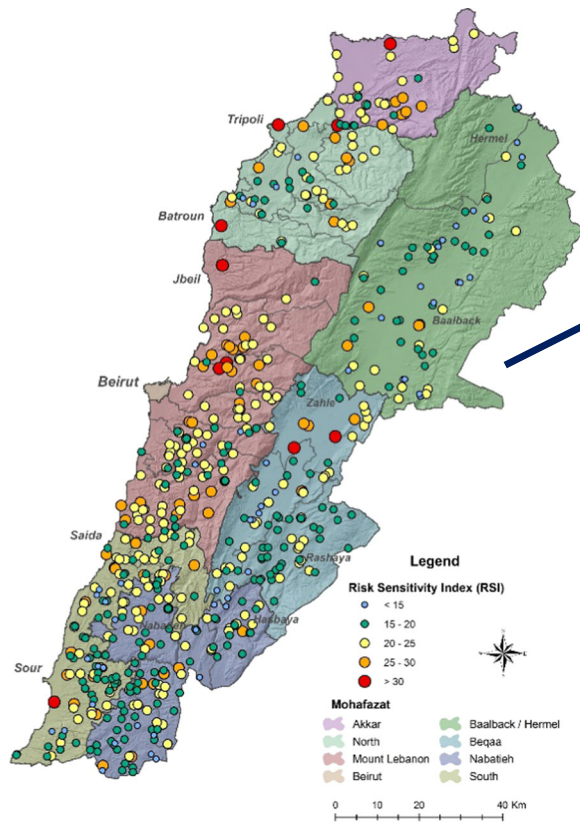 Tripoli
Hermel
Batroun
Jbeil
Baalback
Beirut
Zahle
Saida
Rashaya
Nabatieh
Hasbaya
Sour
Legend
Risk Sensitivity Index (RSI)
< 15
15 - 20
20 - 25
25 - 30
> 30
N
E
S
Mohafazat
Akkar
Baalback / Hermel
North
Beqaa
Mount Lebanon
Nabatieh
Beirut
South
0 10 20 40 Km